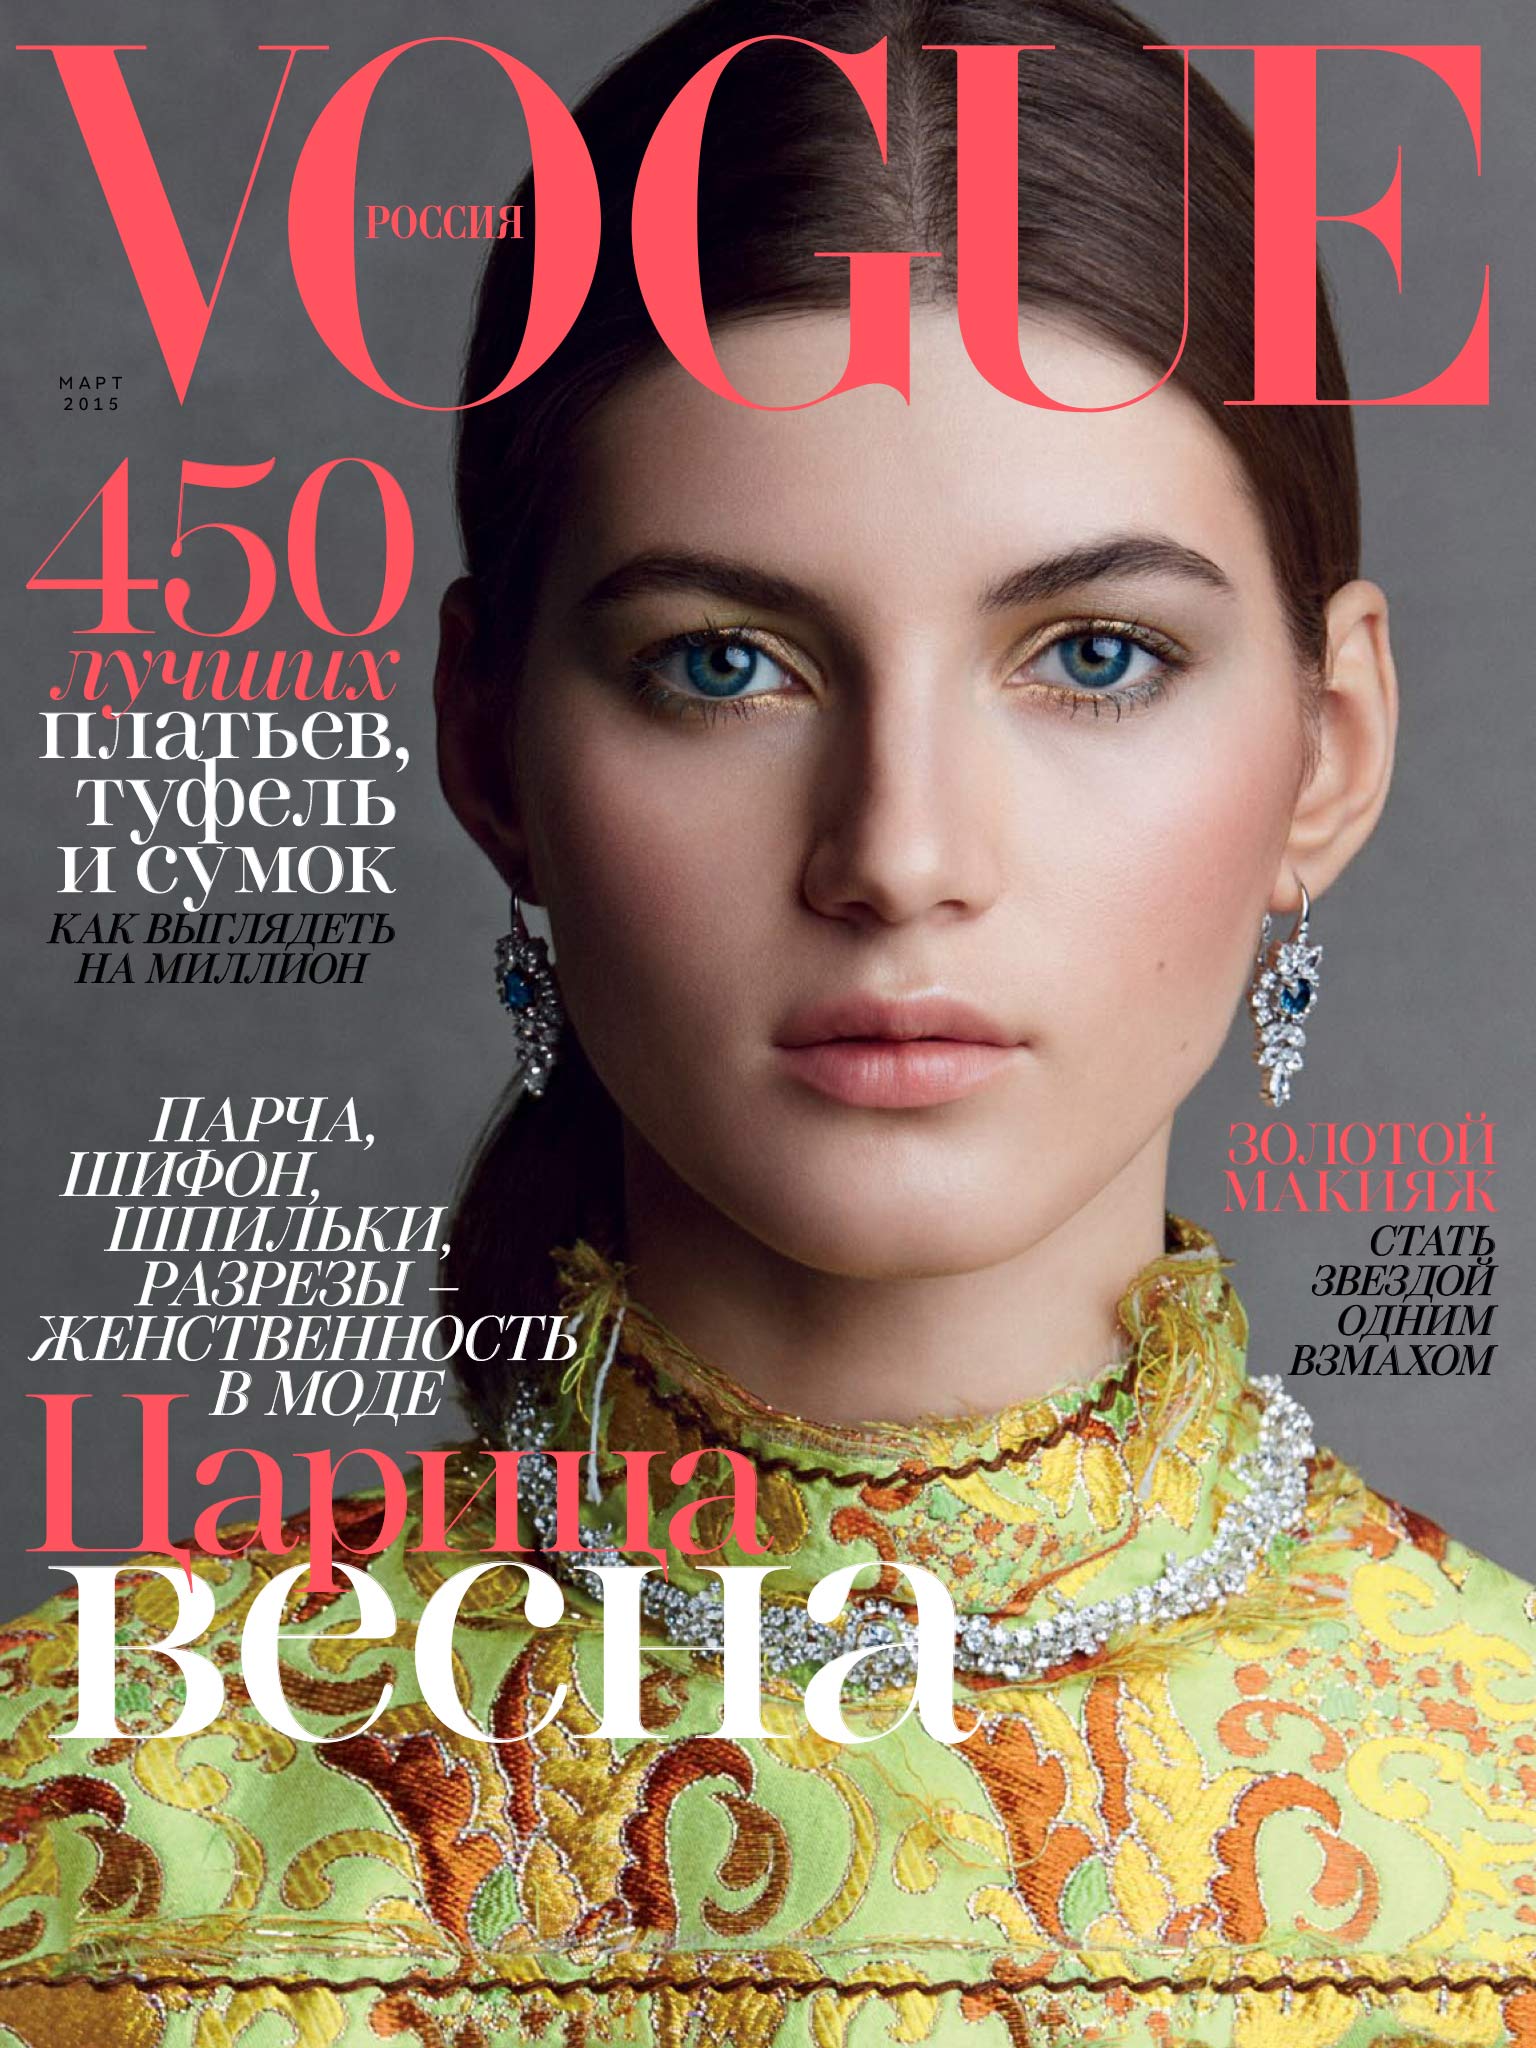 VOGUE
РОССИЯ
МАРТ
2015
450
лучших
платьев,
туфель
и сумок
КАК ВЫГЛЯДЕТЬ
НА МИЛЛИОН
ПАРЧА,
ШИФОН,
ШПИЛЬКИ,
РАЗРЕЗЫ –
ЖЕНСТВЕННОСТЬ
В МОДЕ
Царица
весна
ЗОЛОТОЙ
МАКИЯЖ
СТАТЬ
ЗВЕЗДОЙ
ОДНИМ
ВЗМАХОМ